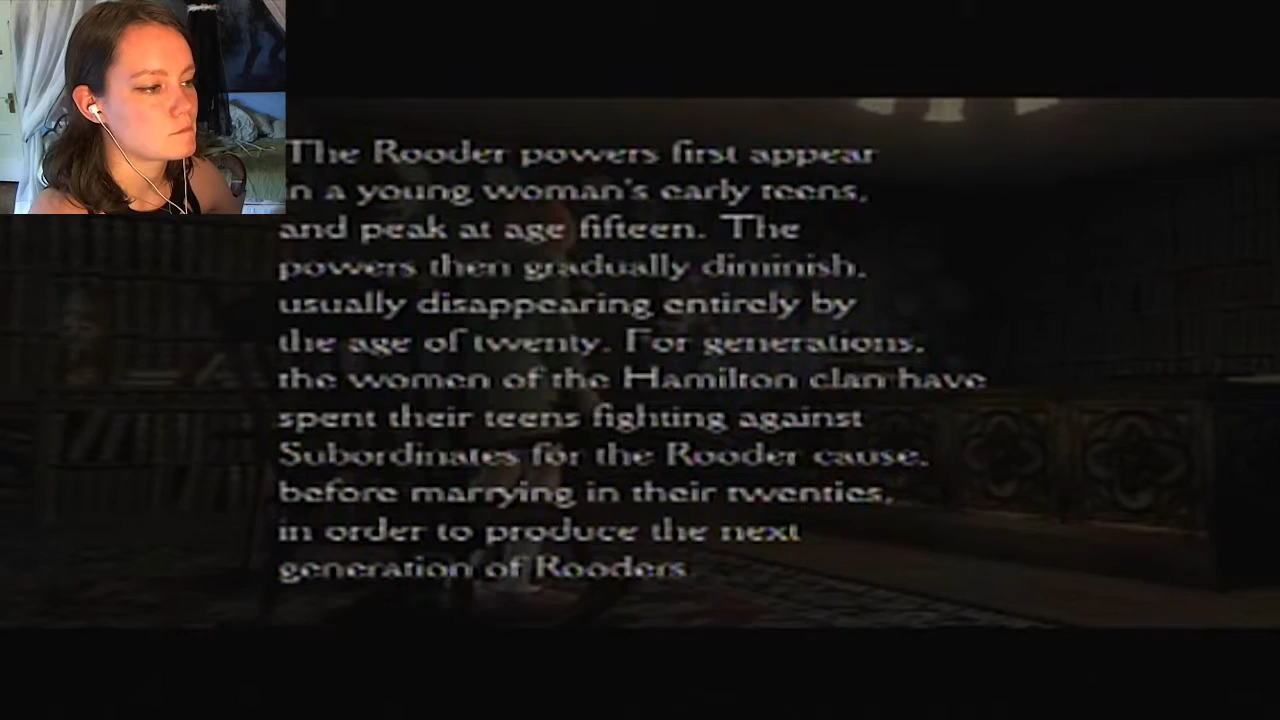 The Rooder powers first appear
in a young woman's early teens,
and peak at age fifteen. The
powers then gradually diminish,
usually disappearing entirely by
the age of twenty. For generations,
the women of the Hamilton clan have
spent their teens fighting against
Subordinates for the Rooder cause,
before marrying in their twenties,
in order to produce the next
generation of Rooders.